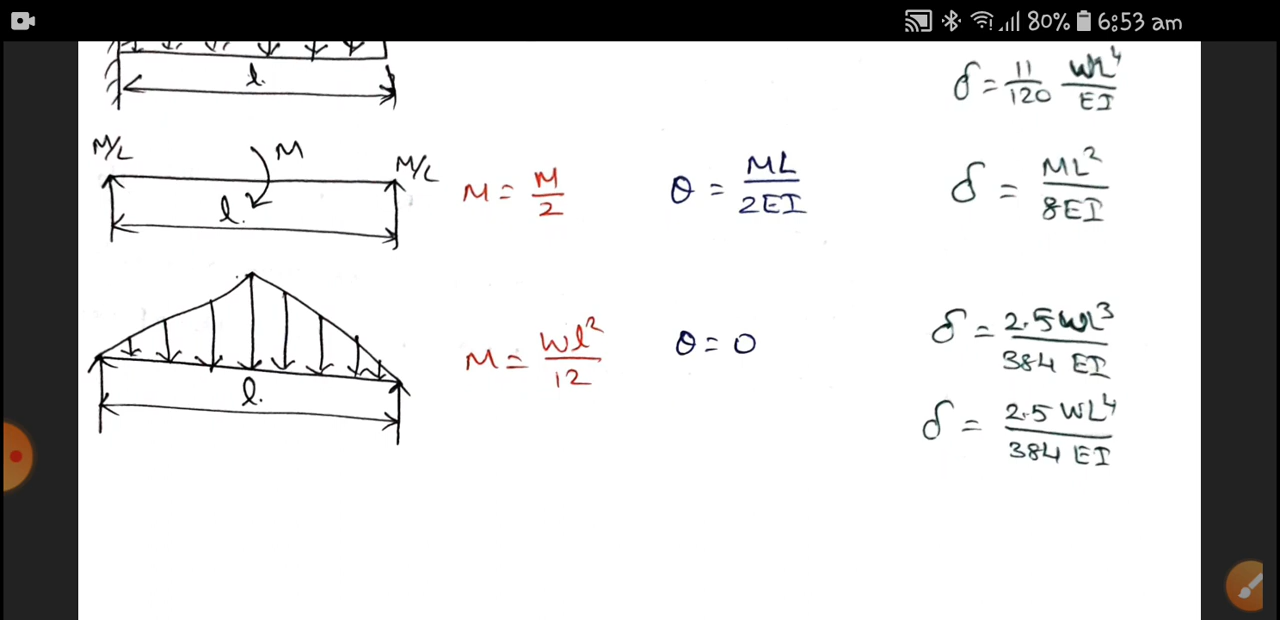 80% 6:53 am
l.
δ = 11/120 WL⁴/EI
M/L M M/L
l.
M = M/2 θ = ML/2EI δ = ML²/8EI
l.
M = Wl²/12 θ = 0 δ = 2.5WL³/384 EI
δ = 2.5 WL⁴/384 EI